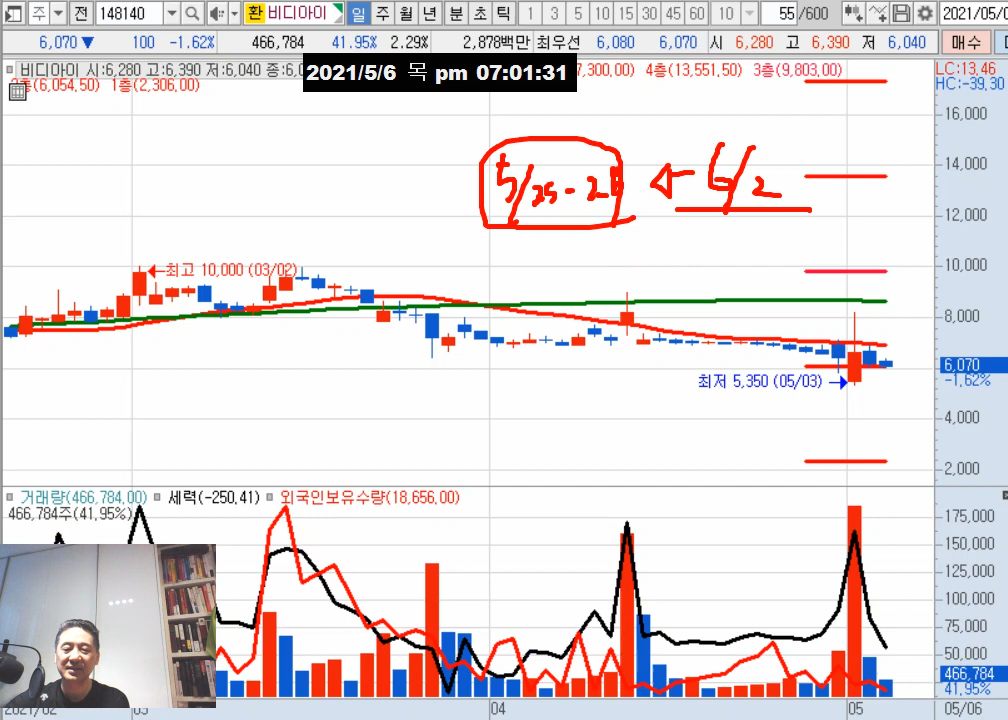 주 전 148140 환 비디아이 일 주 월 년 분 초 틱 1 3 5 10 15 30 45 60 10 55 /600 2021/05/0
6,070 ▼ 100 -1.62% 466,784 41.95% 2.29% 2,878백만 최우선 6,080 6,070 시 6,280 고 6,390 저 6,040 매수
비디아이 시:6,280 고:6,390 저:6,040 종:6,0
2021/5/6 목 pm 07:01:31
7,300.00) 4층(13,551.50) 3층(9,803.00)
LC:13.46
(6,054.50) 1층(2,306.00)
HC:-39.30
16,000
14,000
5/25 - 2 ← 6/2
12,000
최고 10,000 (03/02)
10,000
8,000
6,070
최저 5,350 (05/03)
-1.62%
4,000
2,000
거래량(466,784.00) 세력(-250.41) 외국인보유수량(18,656.00)
466,784주(41.95%)
175,000
150,000
125,000
100,000
75,000
50,000
466,784
41.95%
2021/02 03 04 05 05/06